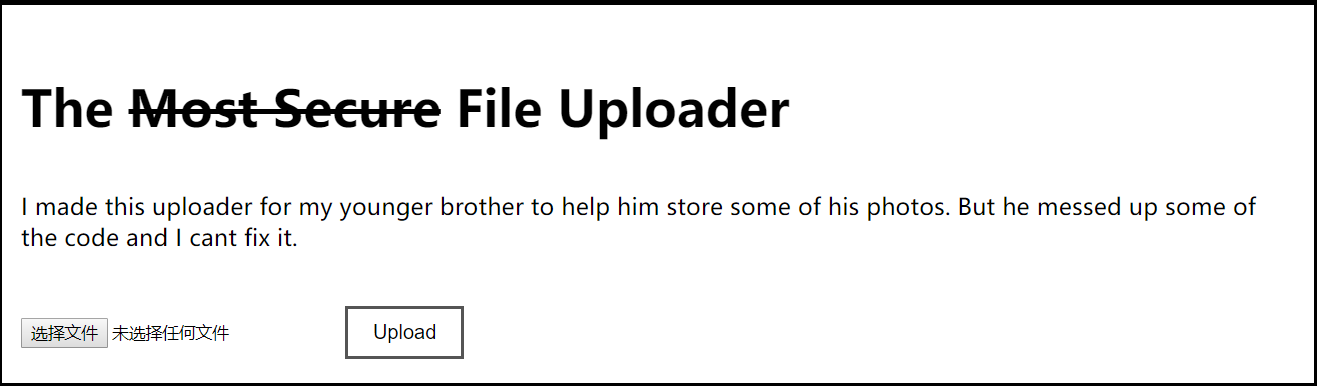 The Most Secure File Uploader
I made this uploader for my younger brother to help him store some of his photos. But he messed up some of
the code and I cant fix it.
选择文件 未选择任何文件 Upload